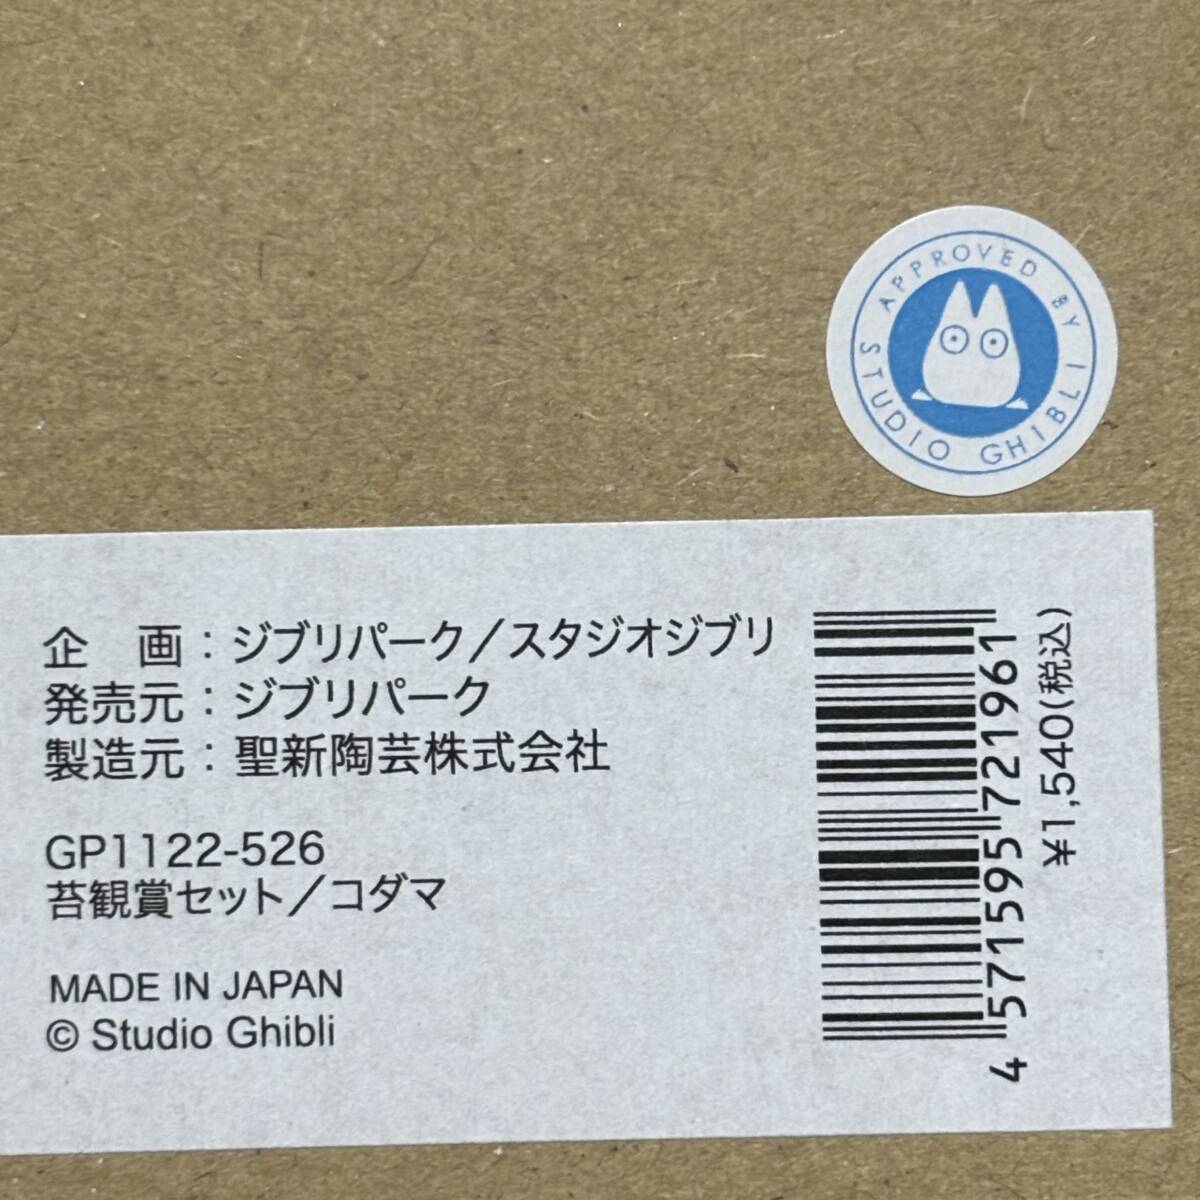 APPROVED BY
STUDIO GHIBLI
企　画：ジブリパーク／スタジオジブリ
発売元：ジブリパーク
製造元：聖新陶芸株式会社
GP1122-526
苔観賞セット／コダマ
MADE IN JAPAN
© Studio Ghibli
4 571595 721961
¥1,540(税込)